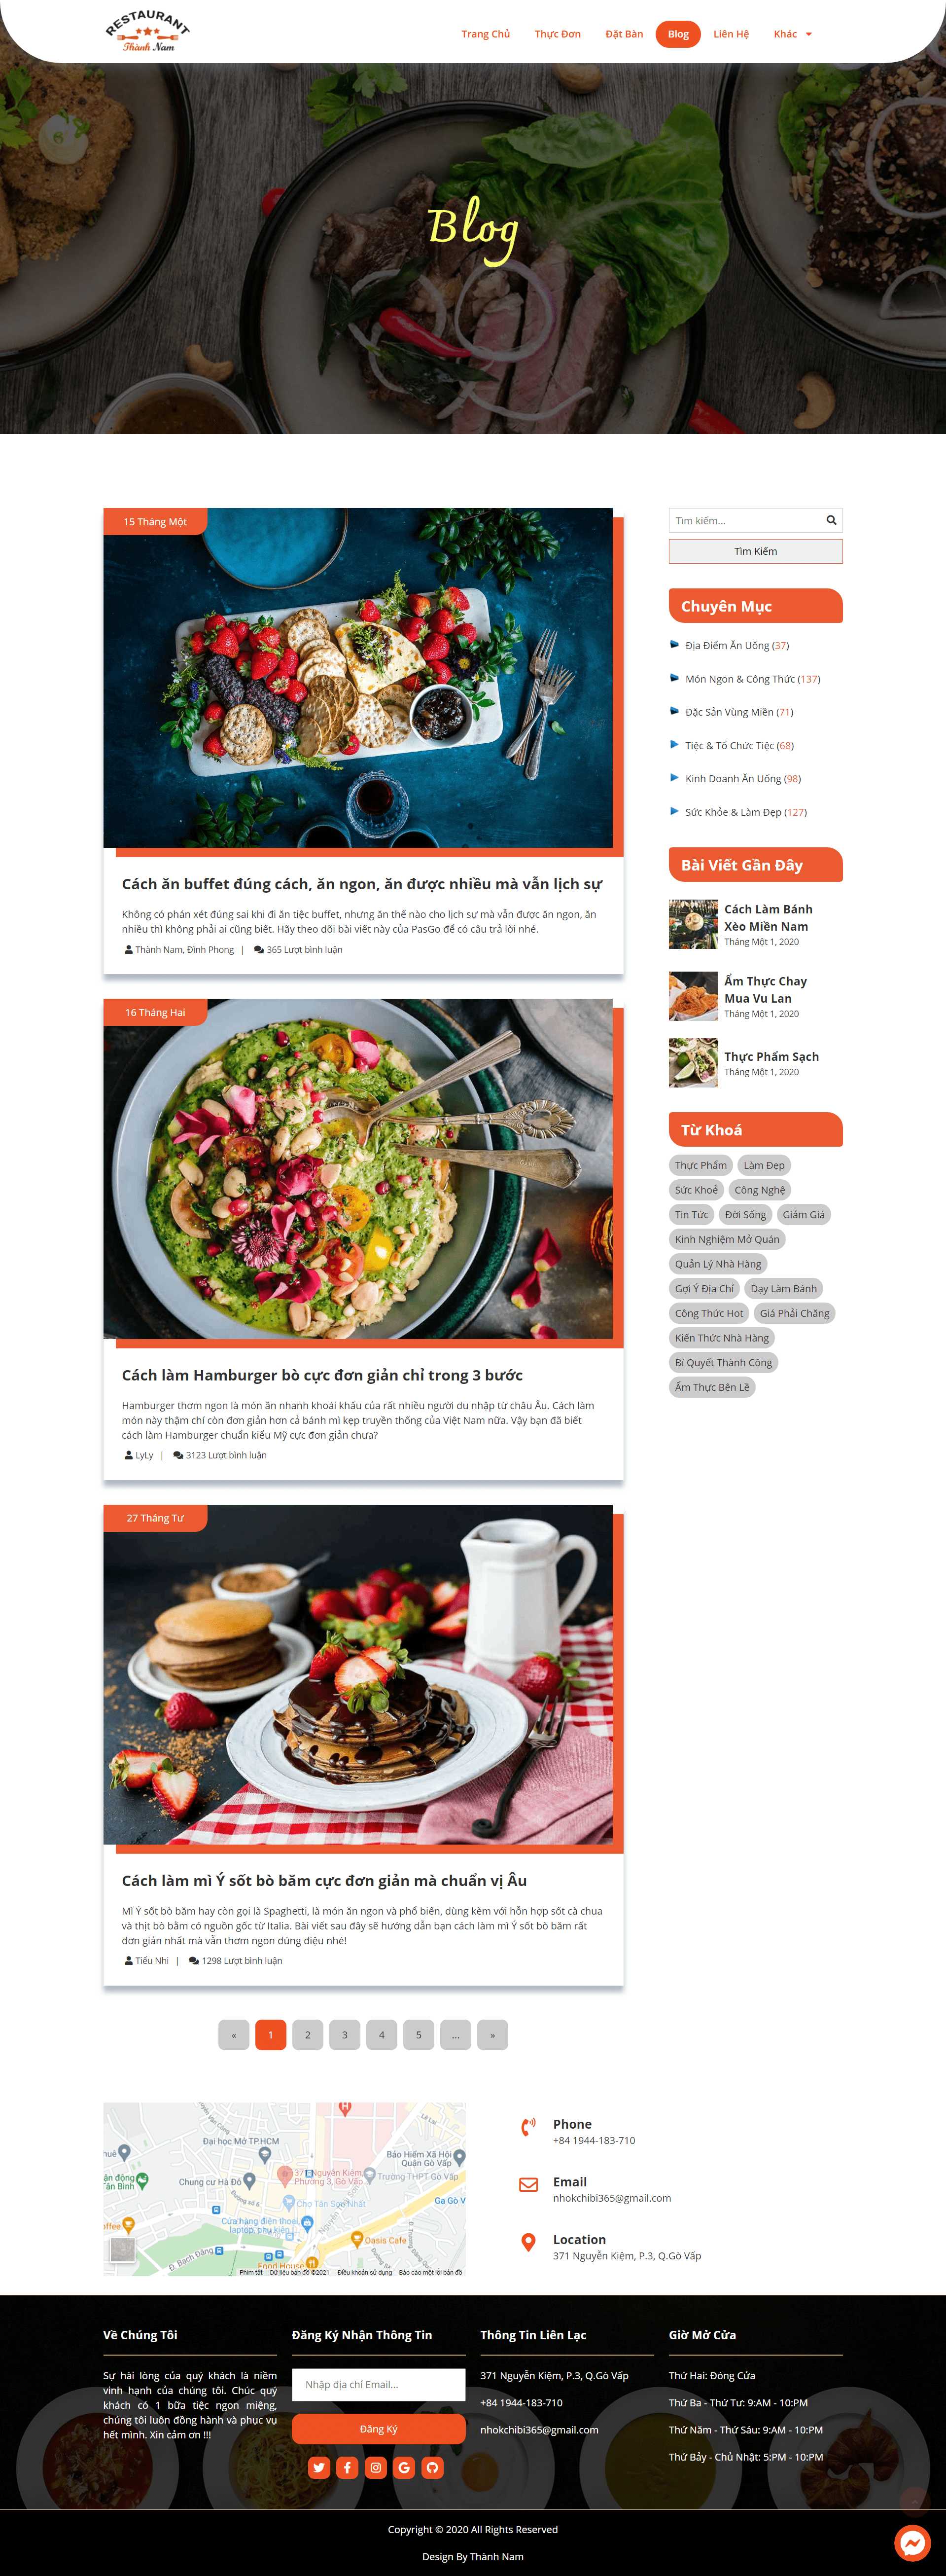 RESTAURANT
Thành Nam
Trang Chủ
Thực Đơn
Đặt Bàn
Blog
Liên Hệ
Khác
Blog
15 Tháng Một
Cách ăn buffet đúng cách, ăn ngon, ăn được nhiều mà vẫn lịch sự
Không có phán xét đúng sai khi đi ăn tiệc buffet, nhưng ăn thế nào cho lịch sự mà vẫn được ăn ngon, ăn
nhiều thì không phải ai cũng biết. Hãy theo dõi bài viết này của PasGo để có câu trả lời nhé.
Thành Nam, Đình Phong | 365 Lượt bình luận
16 Tháng Hai
Cách làm Hamburger bò cực đơn giản chỉ trong 3 bước
Hamburger thơm ngon là món ăn nhanh khoái khẩu của rất nhiều người du nhập từ châu Âu. Cách làm
món này thậm chí còn đơn giản hơn cả bánh mì kẹp truyền thống của Việt Nam nữa. Vậy bạn đã biết
cách làm Hamburger chuẩn kiểu Mỹ cực đơn giản chưa?
LyLy | 3123 Lượt bình luận
27 Tháng Tư
Cách làm mì Ý sốt bò băm cực đơn giản mà chuẩn vị Âu
Mì Ý sốt bò băm hay còn gọi là Spaghetti, là món ăn ngon và phổ biến, dùng kèm với hỗn hợp sốt cà chua
và thịt bò bằm có nguồn gốc từ Italia. Bài viết sau đây sẽ hướng dẫn bạn cách làm mì Ý sốt bò băm rất
đơn giản nhất mà vẫn thơm ngon đúng điệu nhé!
Tiểu Nhi | 1298 Lượt bình luận
« 1 2 3 4 5 ... »
Tìm kiếm...
Tìm Kiếm
Chuyên Mục
Địa Điểm Ăn Uống (37)
Món Ngon & Công Thức (137)
Đặc Sản Vùng Miền (71)
Tiệc & Tổ Chức Tiệc (68)
Kinh Doanh Ăn Uống (98)
Sức Khỏe & Làm Đẹp (127)
Bài Viết Gần Đây
Cách Làm Bánh
Xèo Miền Nam
Tháng Một 1, 2020
Ẩm Thực Chay
Mua Vu Lan
Tháng Một 1, 2020
Thực Phẩm Sạch
Tháng Một 1, 2020
Từ Khoá
Thực Phẩm Làm Đẹp
Sức Khoẻ Công Nghệ
Tin Tức Đời Sống Giảm Giá
Kinh Nghiệm Mở Quán
Quản Lý Nhà Hàng
Gợi Ý Địa Chỉ Dạy Làm Bánh
Công Thức Hot Giá Phải Chăng
Kiến Thức Nhà Hàng
Bí Quyết Thành Công
Ẩm Thực Bên Lề
Đại học Mở TP.HCM
Bảo Hiểm Xã Hội
Quận Gò Vấp
Chung cư Hà Đô
371 Nguyễn Kiệm,
Phường 3, Gò Vấp
Trường THPT Gò Vấp
Chợ Tân Sơn Nhất
Ga Gò V
Cửa hàng điện thoại,
laptop, phụ kiện
Oasis Cafe
Đ. Bạch Đằng
Food House
Phím tắt
Dữ liệu bản đồ ©2021
Điều khoản sử dụng
Báo cáo một lỗi bản đồ
Phone
+84 1944-183-710
Email
nhokchibi365@gmail.com
Location
371 Nguyễn Kiệm, P.3, Q.Gò Vấp
Về Chúng Tôi
Sự hài lòng của quý khách là niềm
vinh hạnh của chúng tôi. Chúc quý
khách có 1 bữa tiệc ngon miệng,
chúng tôi luôn đồng hành và phục vụ
hết mình. Xin cảm ơn !!!
Đăng Ký Nhận Thông Tin
Nhập địa chỉ Email...
Đăng Ký
Thông Tin Liên Lạc
371 Nguyễn Kiệm, P.3, Q.Gò Vấp
+84 1944-183-710
nhokchibi365@gmail.com
Giờ Mở Cửa
Thứ Hai: Đóng Cửa
Thứ Ba - Thứ Tư: 9:AM - 10:PM
Thứ Năm - Thứ Sáu: 9:AM - 10:PM
Thứ Bảy - Chủ Nhật: 5:PM - 10:PM
Copyright © 2020 All Rights Reserved
Design By Thành Nam